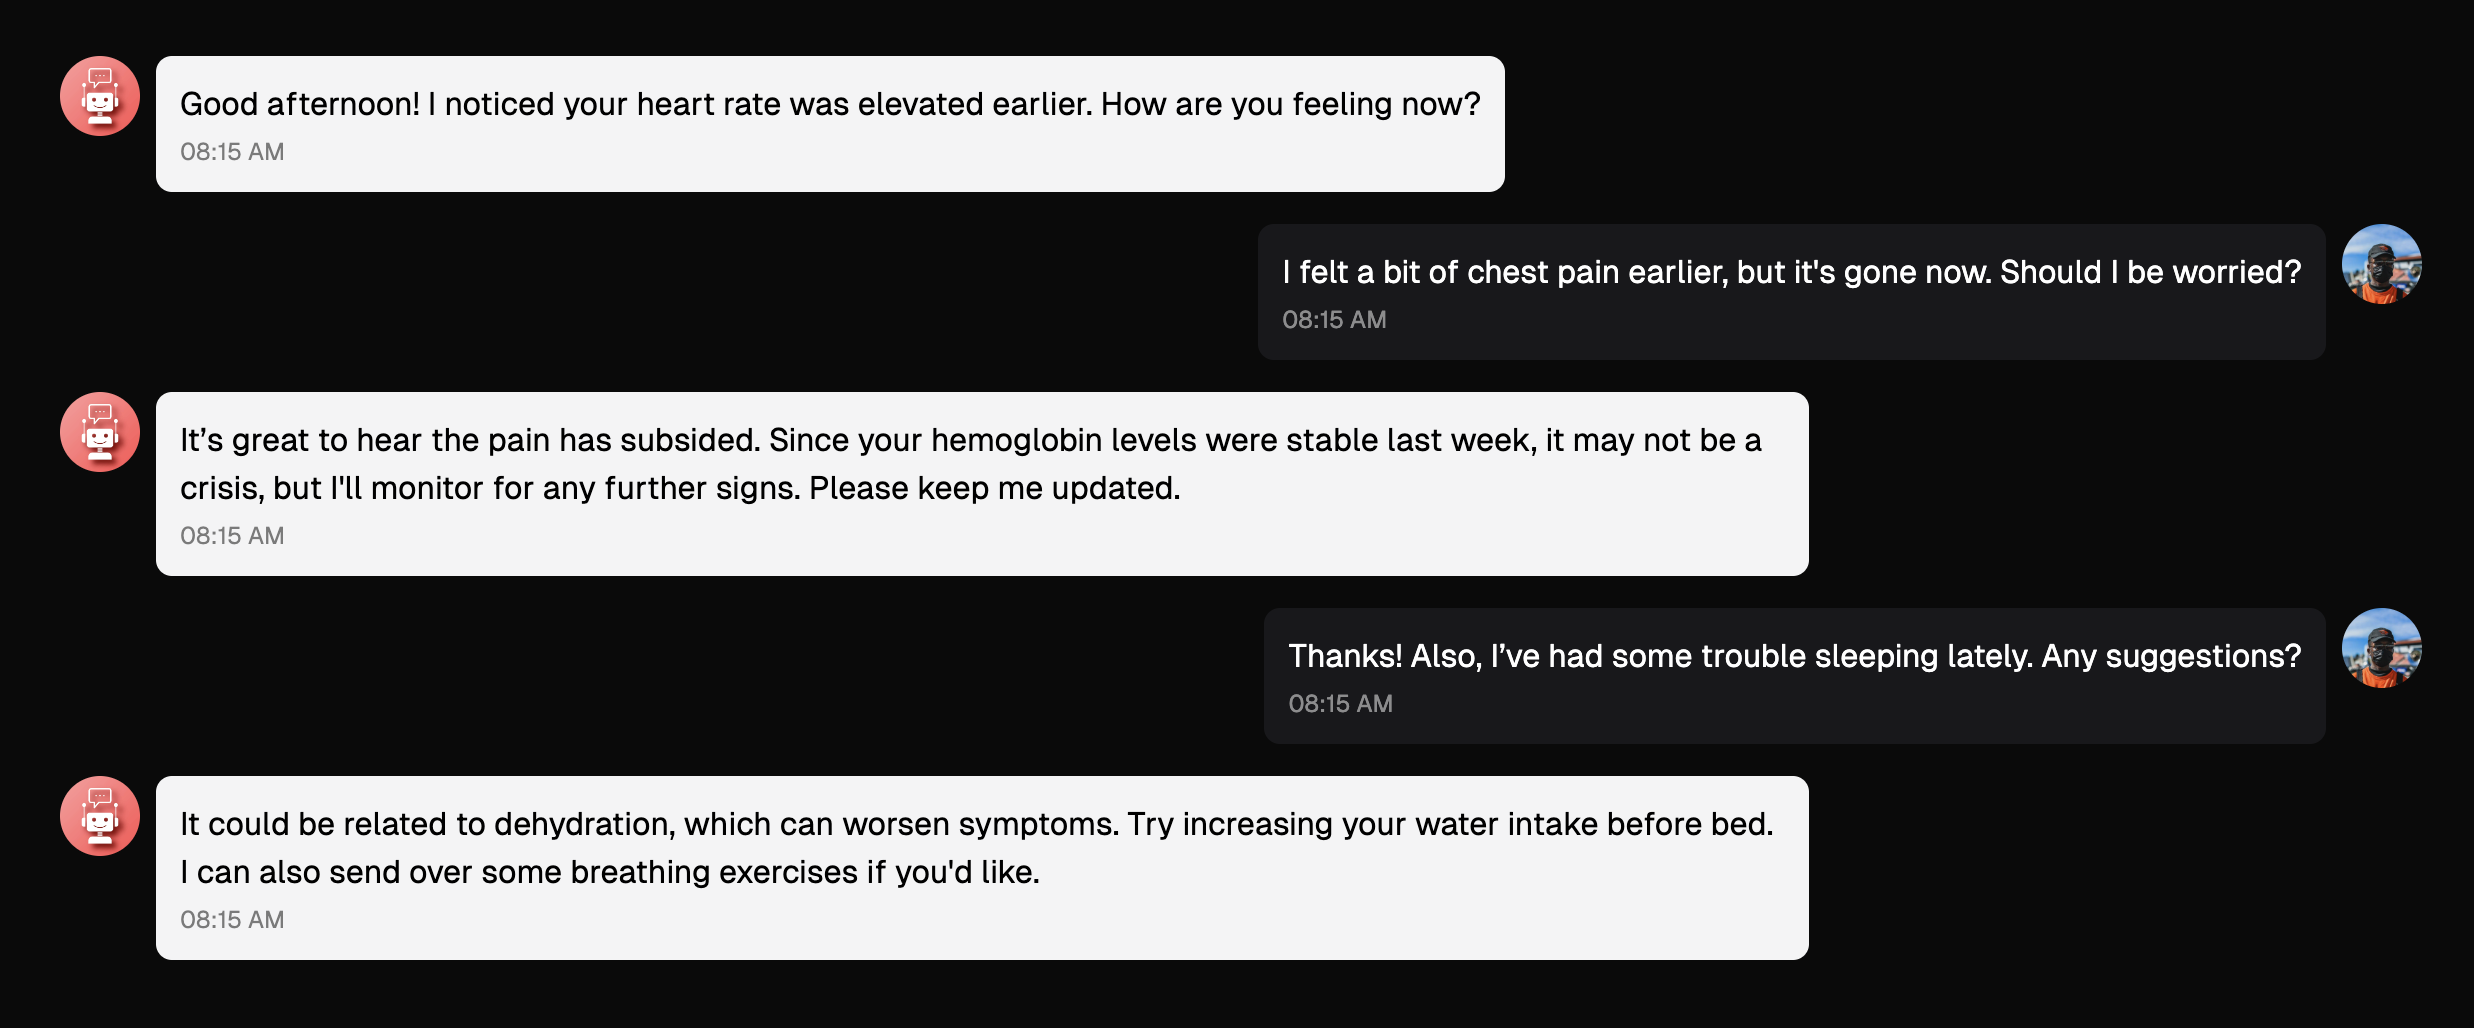 Good afternoon! I noticed your heart rate was elevated earlier. How are you feeling now?
08:15 AM
I felt a bit of chest pain earlier, but it's gone now. Should I be worried?
08:15 AM
It’s great to hear the pain has subsided. Since your hemoglobin levels were stable last week, it may not be a
crisis, but I'll monitor for any further signs. Please keep me updated.
08:15 AM
Thanks! Also, I’ve had some trouble sleeping lately. Any suggestions?
08:15 AM
It could be related to dehydration, which can worsen symptoms. Try increasing your water intake before bed.
I can also send over some breathing exercises if you'd like.
08:15 AM